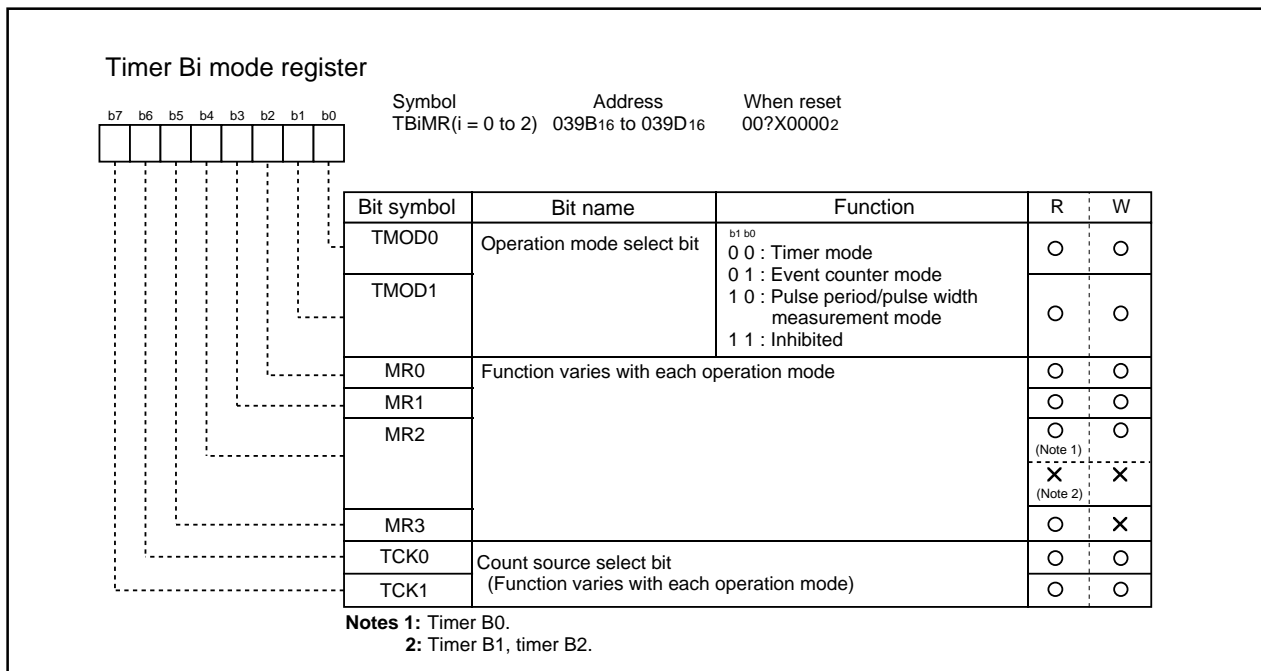 Timer Bi mode register
Symbol Address When reset
TBiMR(i = 0 to 2) 039B16 to 039D16 00?X00002
b7 b6 b5 b4 b3 b2 b1 b0
Bit symbol Bit name Function R W
TMOD0 Operation mode select bit b1 b0
0 0 : Timer mode
0 1 : Event counter mode
TMOD1 1 0 : Pulse period/pulse width
measurement mode
1 1 : Inhibited
MR0 Function varies with each operation mode
MR1
MR2
(Note 1)
(Note 2)
MR3
TCK0 Count source select bit
(Function varies with each operation mode)
TCK1
Notes 1: Timer B0.
2: Timer B1, timer B2.